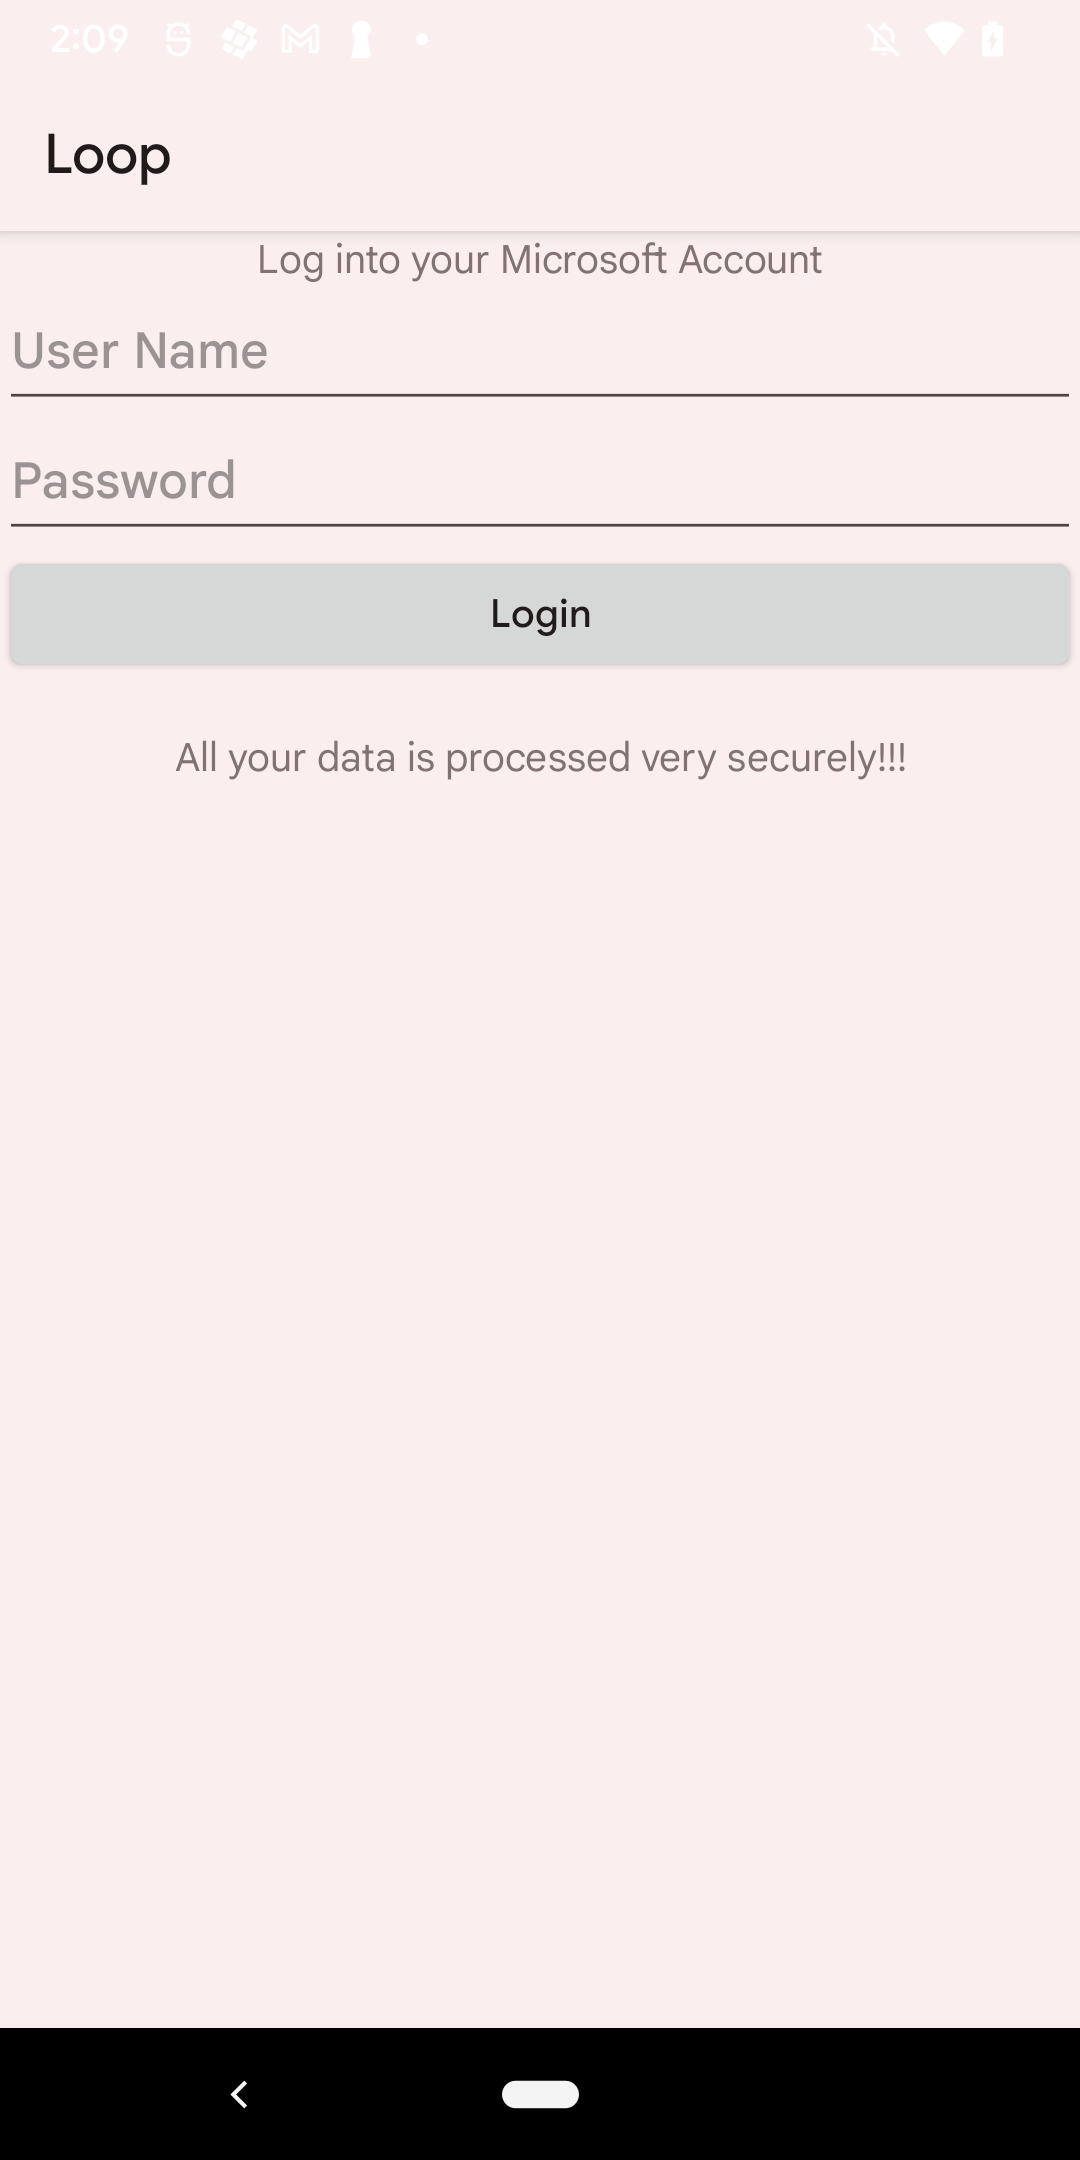 2:09
Loop
Log into your Microsoft Account
User Name
Password
Login
All your data is processed very securely!!!